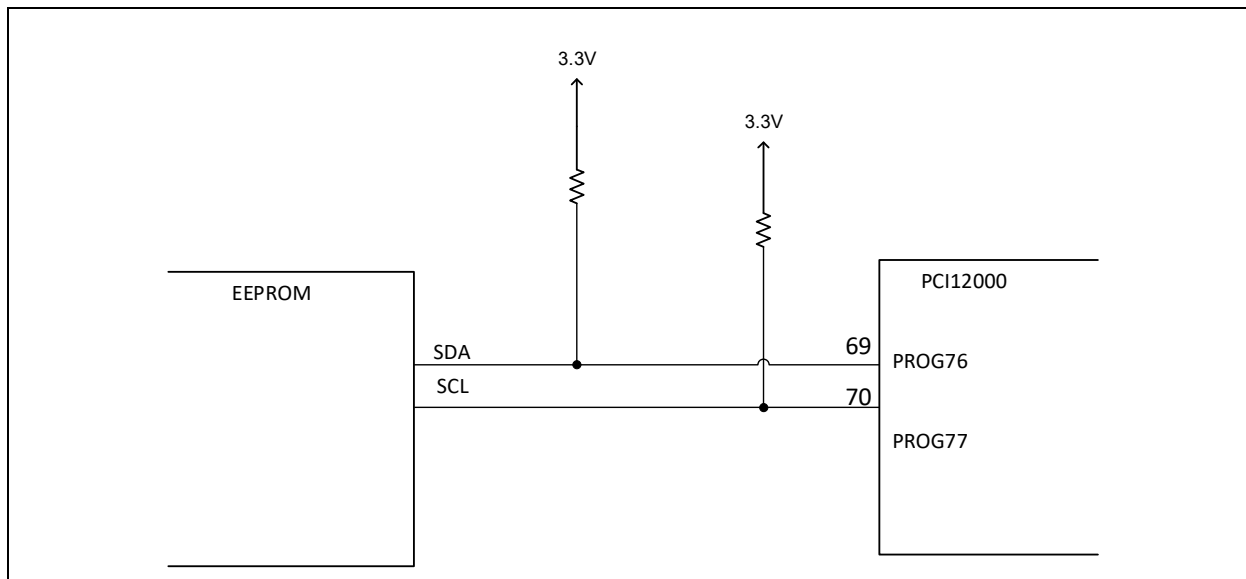 3.3V
3.3V
EEPROM
PCI12000
SDA
69
PROG76
SCL
70
PROG77